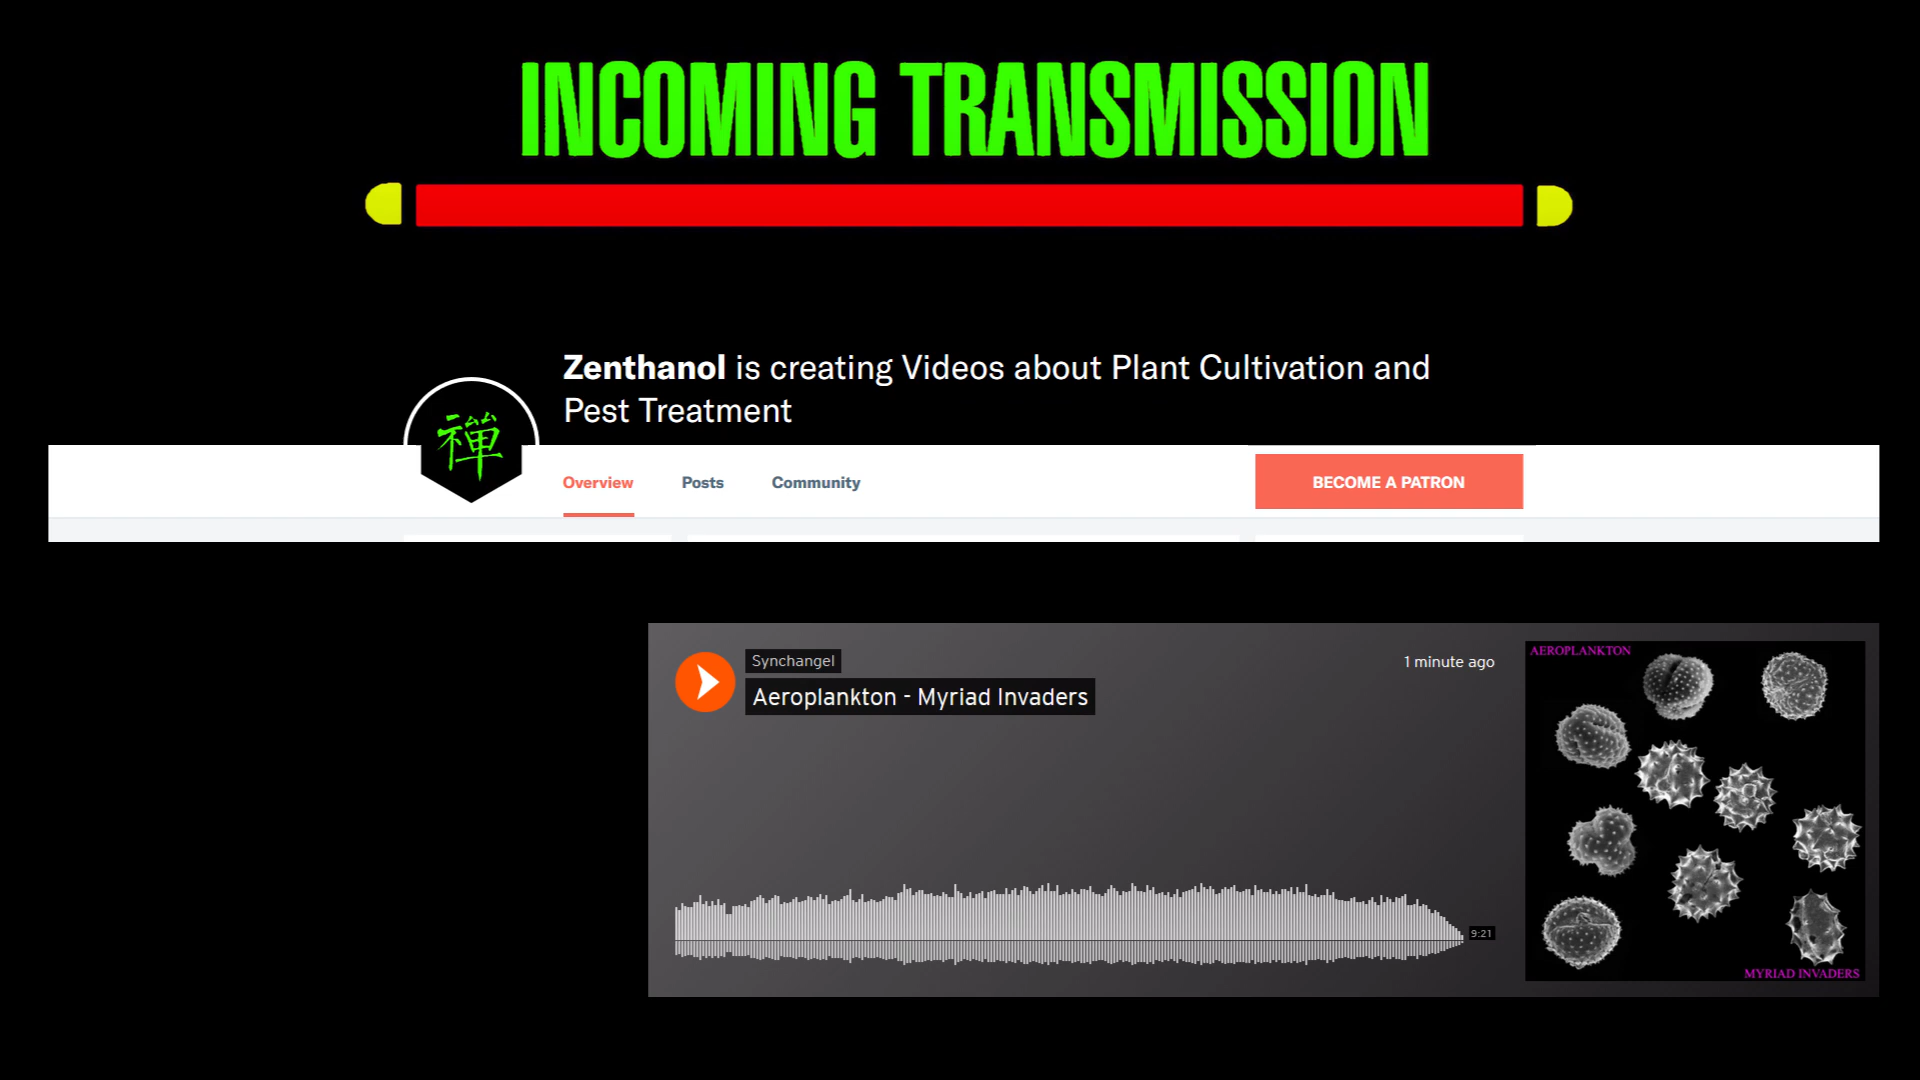 INCOMING TRANSMISSION
Zenthanol is creating Videos about Plant Cultivation and
Pest Treatment
禪
Overview Posts Community BECOME A PATRON
Synchangel
1 minute ago
Aeroplankton - Myriad Invaders
9:21
AEROPLANKTON
MYRIAD INVADERS